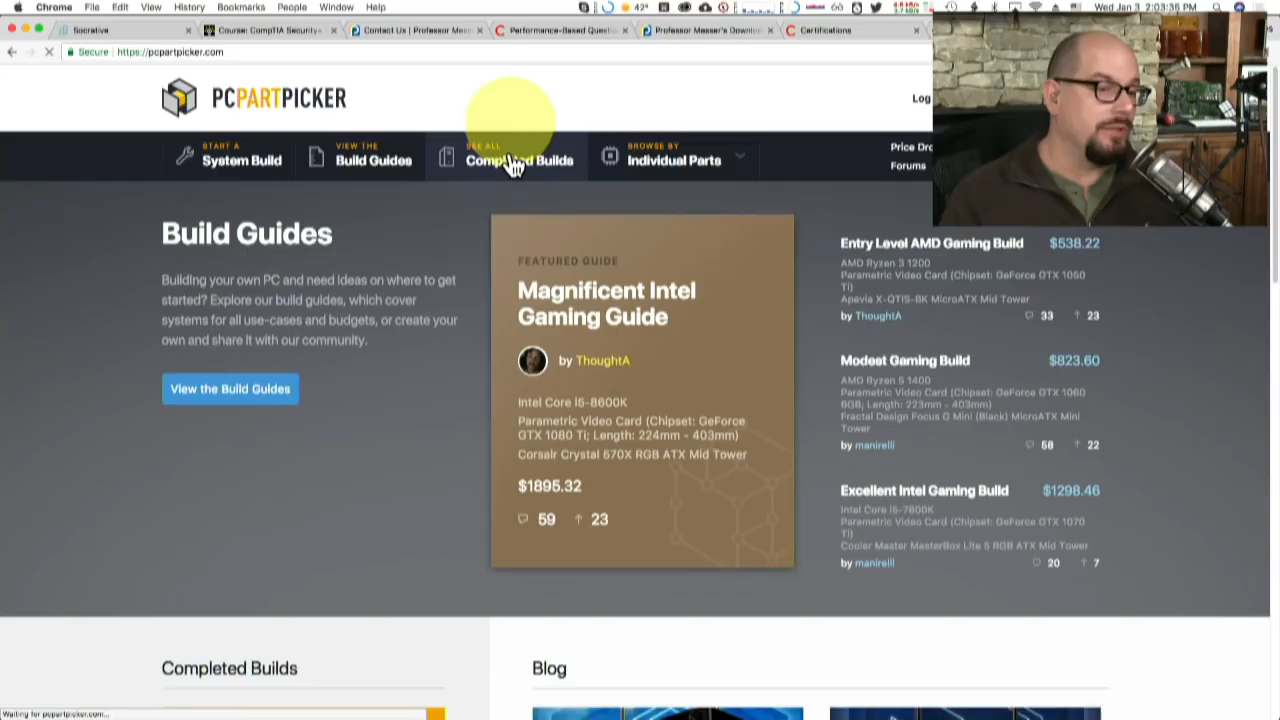 Chrome File Edit View History Bookmarks People Window Help
42° Wed Jan 3 2:03:35 PM
Socrative
Course: CompTIA Security+
Contact Us | Professor Mess
Performance-Based Questi
Professor Messer's Downloa
Certifications
Secure https://pcpartpicker.com
PCPARTPICKER
Log
START A
System Build
VIEW THE
Build Guides
SEE ALL
Completed Builds
BROWSE BY
Individual Parts
Price Dro
Forums
Build Guides
Building your own PC and need ideas on where to get
started? Explore our build guides, which cover
systems for all use-cases and budgets, or create your
own and share it with our community.
View the Build Guides
FEATURED GUIDE
Magnificent Intel
Gaming Guide
by ThoughtA
Intel Core i5-8600K
Parametric Video Card (Chipset: GeForce
GTX 1080 Ti; Length: 224mm - 403mm)
Corsair Crystal 570X RGB ATX Mid Tower
$1895.32
59 23
Entry Level AMD Gaming Build $538.22
AMD Ryzen 3 1200
Parametric Video Card (Chipset: GeForce GTX 1050
Ti)
Apevia X-QTIS-BK MicroATX Mid Tower
by ThoughtA 33 23
Modest Gaming Build $823.60
AMD Ryzen 5 1400
Parametric Video Card (Chipset: GeForce GTX 1060
6GB; Length: 223mm - 403mm)
Fractal Design Focus G Mini (Black) MicroATX Mini
Tower
by manirelli 58 22
Excellent Intel Gaming Build $1298.46
Intel Core i5-7600K
Parametric Video Card (Chipset: GeForce GTX 1070
Ti)
Cooler Master MasterBox Lite 5 RGB ATX Mid Tower
by manirelli 20 7
Completed Builds
Blog
Waiting for pcpartpicker.com...